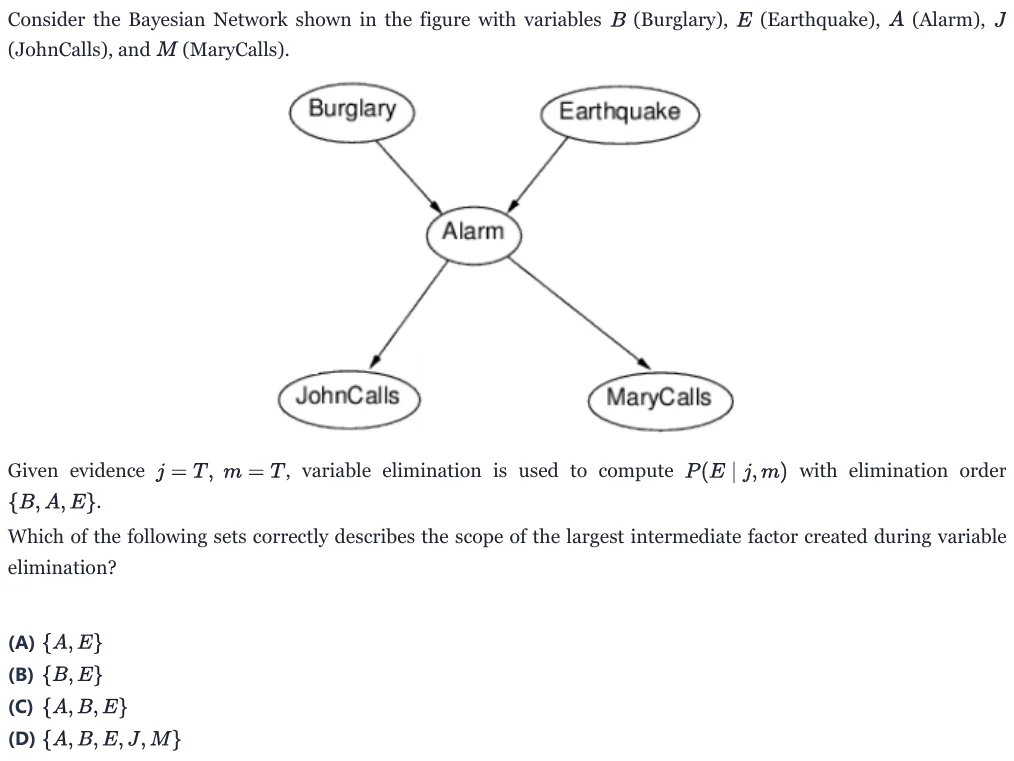 Consider the Bayesian Network shown in the figure with variables B (Burglary), E (Earthquake), A (Alarm), J
(JohnCalls), and M (MaryCalls).
Burglary
Earthquake
Alarm
JohnCalls
MaryCalls
Given evidence j = T, m = T, variable elimination is used to compute P(E | j, m) with elimination order
{B, A, E}.
Which of the following sets correctly describes the scope of the largest intermediate factor created during variable
elimination?
(A) {A, E}
(B) {B, E}
(C) {A, B, E}
(D) {A, B, E, J, M}